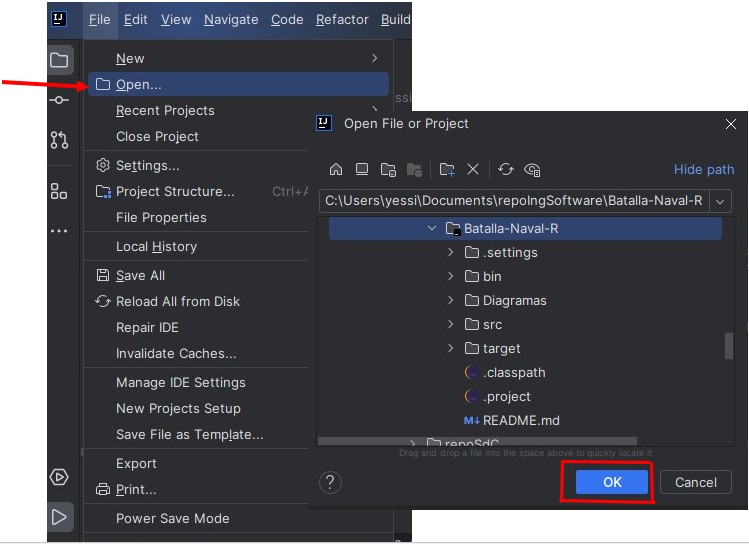 IJ File Edit View Navigate Code Refactor Build
New
Open...
Recent Projects
Close Project
Settings...
Project Structure... Ctrl+A
File Properties
Local History
Save All
Reload All from Disk
Repair IDE
Invalidate Caches...
Manage IDE Settings
New Projects Setup
Save File as Template...
Export
Print...
Power Save Mode
ssi
IJ Open File or Project
Hide path
C:\Users\yessi\Documents\repoIngSoftware\Batalla-Naval-R
Batalla-Naval-R
.settings
bin
Diagramas
src
target
.classpath
.project
M↓ README.md
repoSdC
Drag and drop a file into the space above to quickly locate it
? OK Cancel